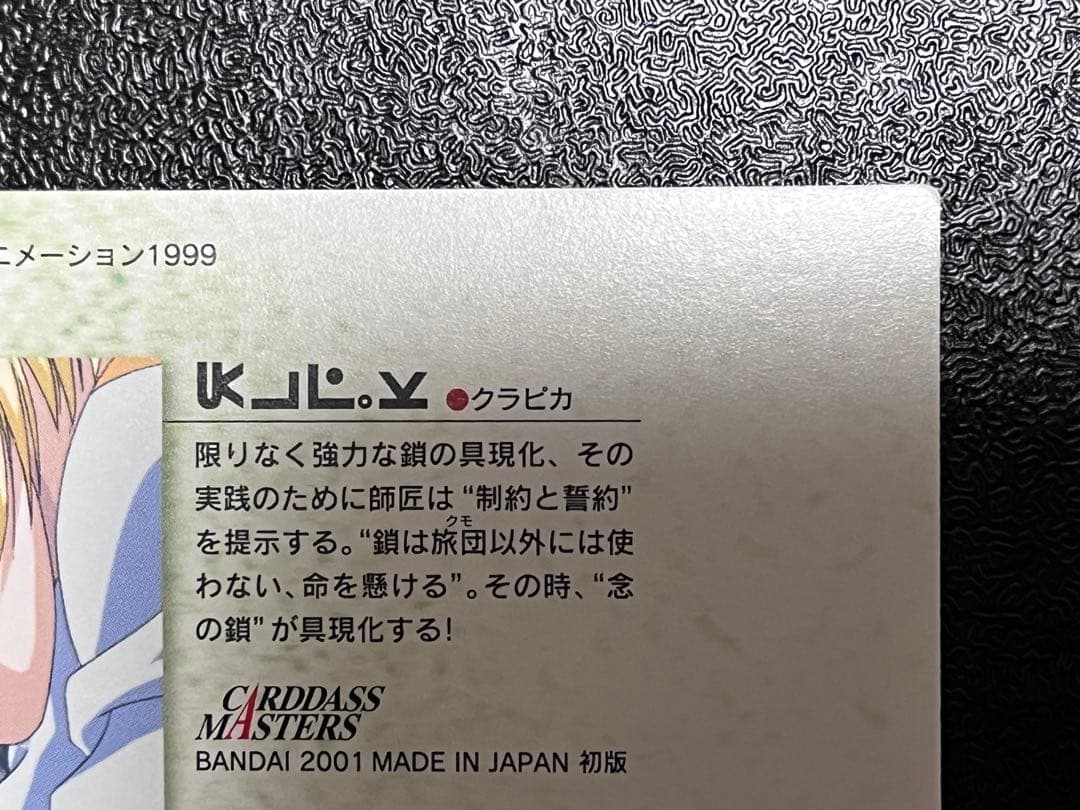 ニメーション1999
●クラピカ
限りなく強力な鎖の具現化、その
実践のために師匠は“制約と誓約”
クモ
を提示する。“鎖は旅団以外には使
わない、命を懸ける”。その時、“念
の鎖”が具現化する!
CARDDASS
MASTERS
BANDAI 2001 MADE IN JAPAN 初版